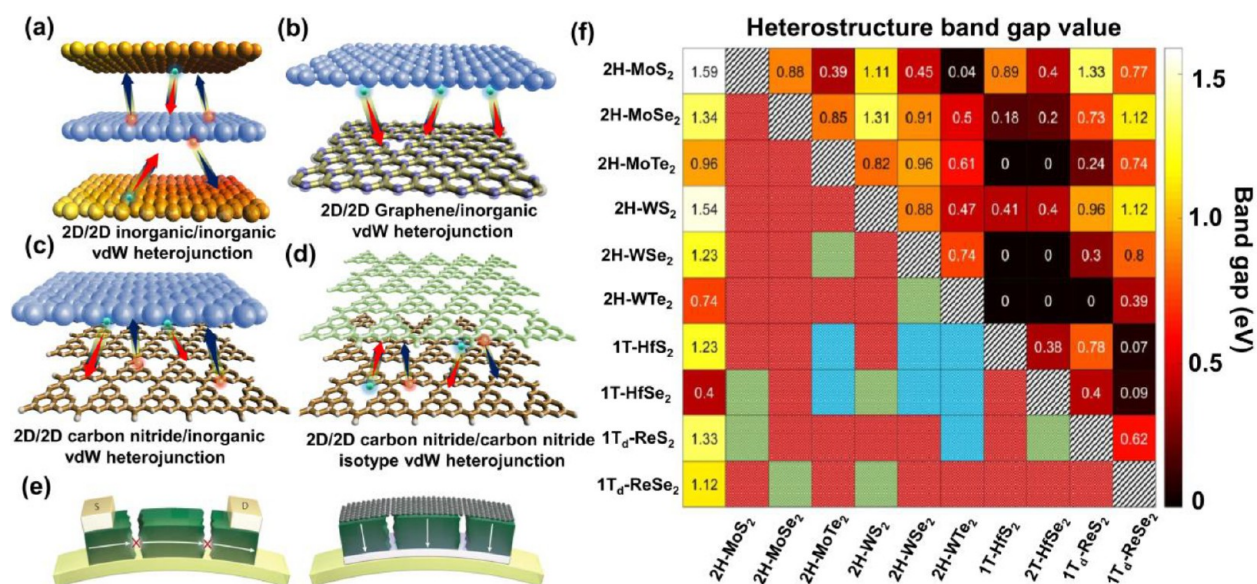 (a)
2D/2D inorganic/inorganic
vdW heterojunction
(b)
2D/2D Graphene/inorganic
vdW heterojunction
(c)
2D/2D carbon nitride/inorganic
vdW heterojunction
(d)
2D/2D carbon nitride/carbon nitride
isotype vdW heterojunction
(e)
S
D
(f)
Heterostructure band gap value
2H-MoS2 1.59 0.88 0.39 1.11 0.45 0.04 0.89 0.4 1.33 0.77
2H-MoSe2 1.34 0.85 1.31 0.91 0.5 0.18 0.2 0.73 1.12
2H-MoTe2 0.96 0.82 0.96 0.61 0 0 0.24 0.74
2H-WS2 1.54 0.88 0.47 0.41 0.4 0.96 1.12
2H-WSe2 1.23 0.74 0 0 0.3 0.8
2H-WTe2 0.74 0 0 0 0.39
1T-HfS2 1.23 0.38 0.78 0.07
1T-HfSe2 0.4 0.4 0.09
1Td-ReS2 1.33 0.62
1Td-ReSe2 1.12
2H-MoS2
2H-MoSe2
2H-MoTe2
2H-WS2
2H-WSe2
2H-WTe2
1T-HfS2
2T-HfSe2
1Td-ReS2
1Td-ReSe2
1.5
1.0
0.5
0
Band gap (eV)